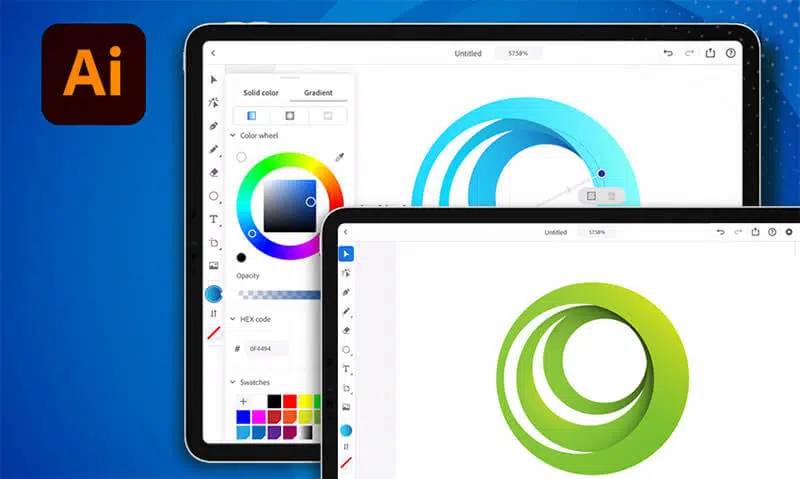 Ai
Untitled 57.58%
Solid color Gradient
Color wheel
Opacity
HEX code
# 0F4494
Swatches
T
Untitled 57.58%
T